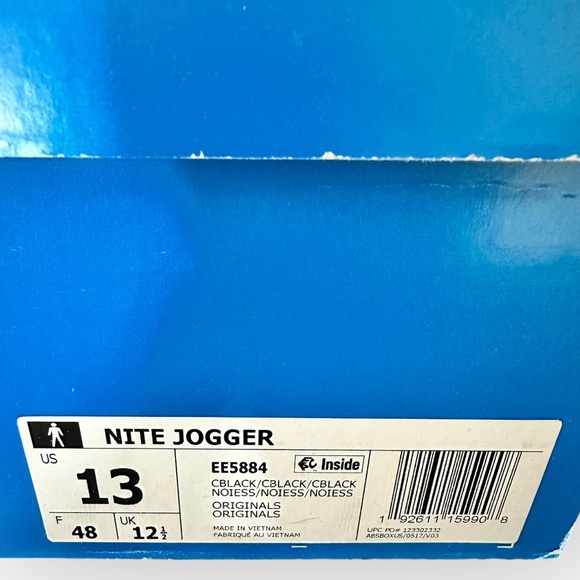 NITE JOGGER
US
13
F
48
UK
12½
EE5884
Inside
CBLACK/CBLACK/CBLACK
NOIESS/NOIESS/NOIESS
ORIGINALS
ORIGINALS
MADE IN VIETNAM
FABRIQUÉ AU VIETNAM
1 92611 15990 8
UPC PO# 123302332
ABSBOXUS/0517/V03